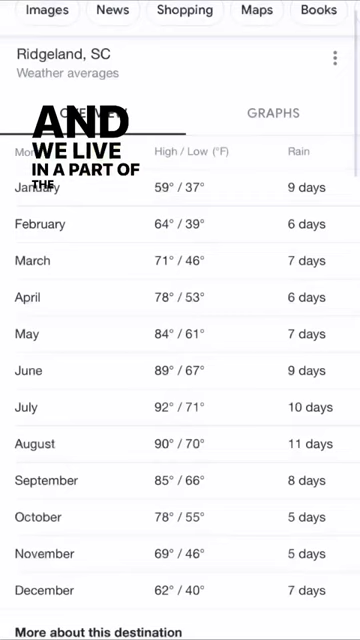 Images News Shopping Maps Books
Ridgeland, SC
Weather averages
GRAPHS
AND
WE LIVE
IN A PART OF
THE
High / Low (°F) Rain
January 59° / 37° 9 days
February 64° / 39° 6 days
March 71° / 46° 7 days
April 78° / 53° 6 days
May 84° / 61° 7 days
June 89° / 67° 9 days
July 92° / 71° 10 days
August 90° / 70° 11 days
September 85° / 66° 8 days
October 78° / 55° 5 days
November 69° / 46° 5 days
December 62° / 40° 7 days
More about this destination